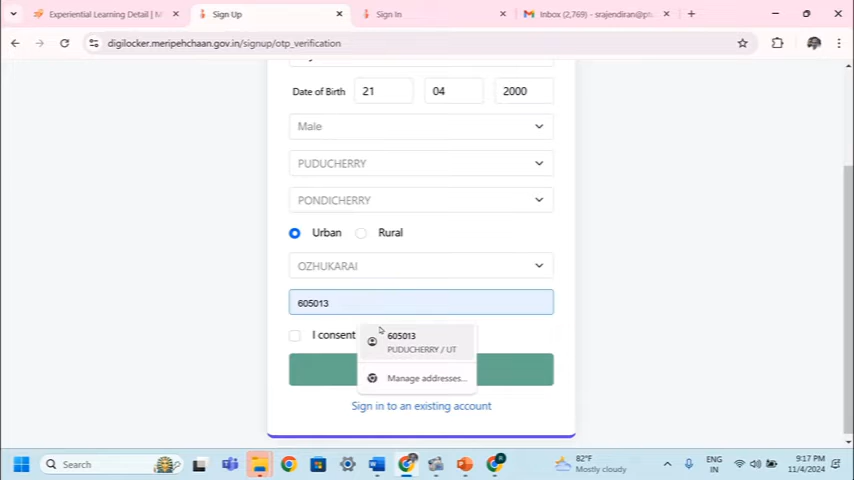 Experiential Learning Detail | M
Sign Up
Sign In
Inbox (2,769) - srajendiran@pt
digilocker.meripehchaan.gov.in/signup/otp_verification
Date of Birth 21 04 2000
Male
PUDUCHERRY
PONDICHERRY
Urban Rural
OZHUKARAI
605013
I consent
605013
PUDUCHERRY / UT
Manage addresses...
Sign in to an existing account
Search
82°F
Mostly cloudy
ENG
IN
9:17 PM
11/4/2024